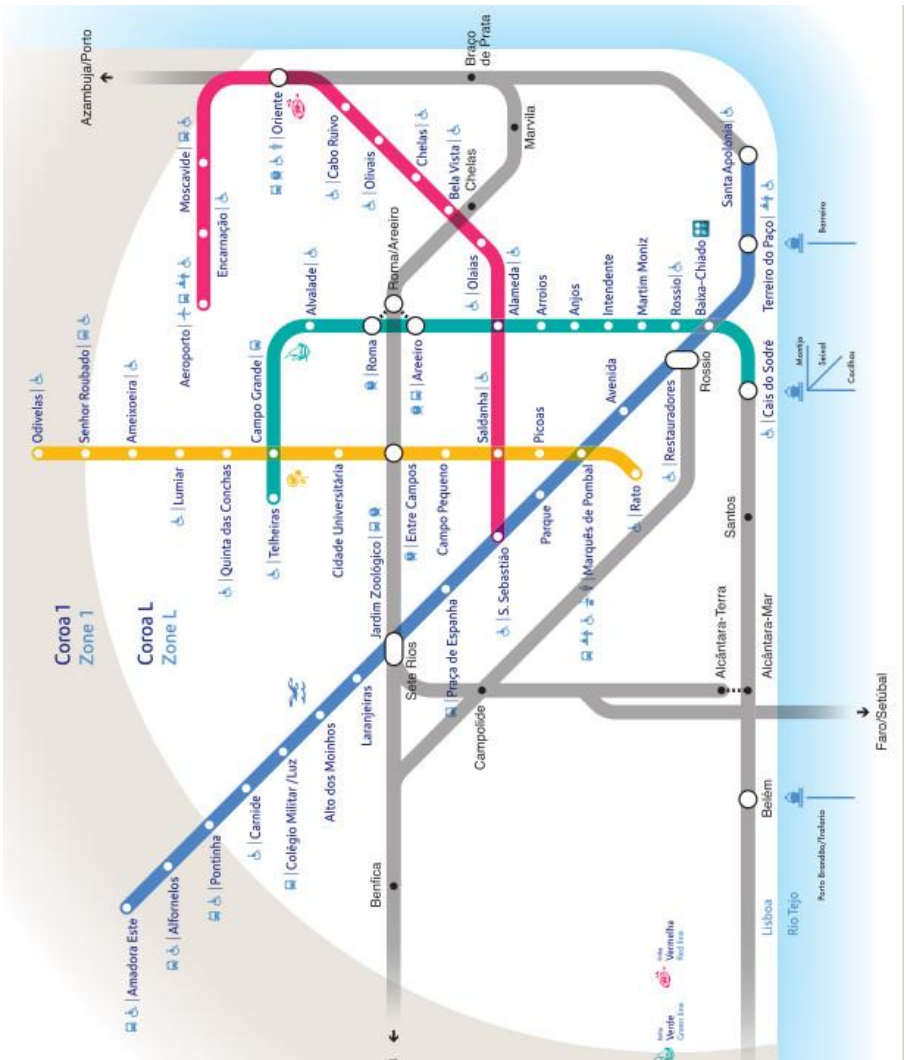 Azambuja/Porto
Braço
de Prata
Moscavide
Oriente
Encarnação
Cabo Ruivo
Olivais
Chelas
Bela Vista
Chelas
Marvila
Santa Apolónia
Aeroporto
Alvalade
Roma/Areeiro
Olaias
Terreiro do Paço
Barreiro
Odivelas
Senhor Roubado
Ameixoeira
Campo Grande
Roma
Areeiro
Alameda
Arroios
Anjos
Intendente
Martim Moniz
Rossio
Baixa-Chiado
Lumiar
Quinta das Conchas
Telheiras
Cidade Universitária
Entre Campos
Campo Pequeno
Saldanha
Picoas
Avenida
Restauradores
Rossio
Cais do Sodré
Montijo
Seixal
Cacilhas
Coroa 1
Zone 1
Coroa L
Zone L
Jardim Zoológico
Sete Rios
Praça de Espanha
S. Sebastião
Parque
Marquês de Pombal
Rato
Santos
Laranjeiras
Alto dos Moinhos
Colégio Militar /Luz
Carnide
Pontinha
Alfornelos
Amadora Este
Campolide
Alcântara-Terra
Alcântara-Mar
Faro/Setúbal
Benfica
Belém
Porto Brandão/Trafaria
Lisboa
Rio Tejo
Linha
Vermelha
Red line
linha
Verde
Green line